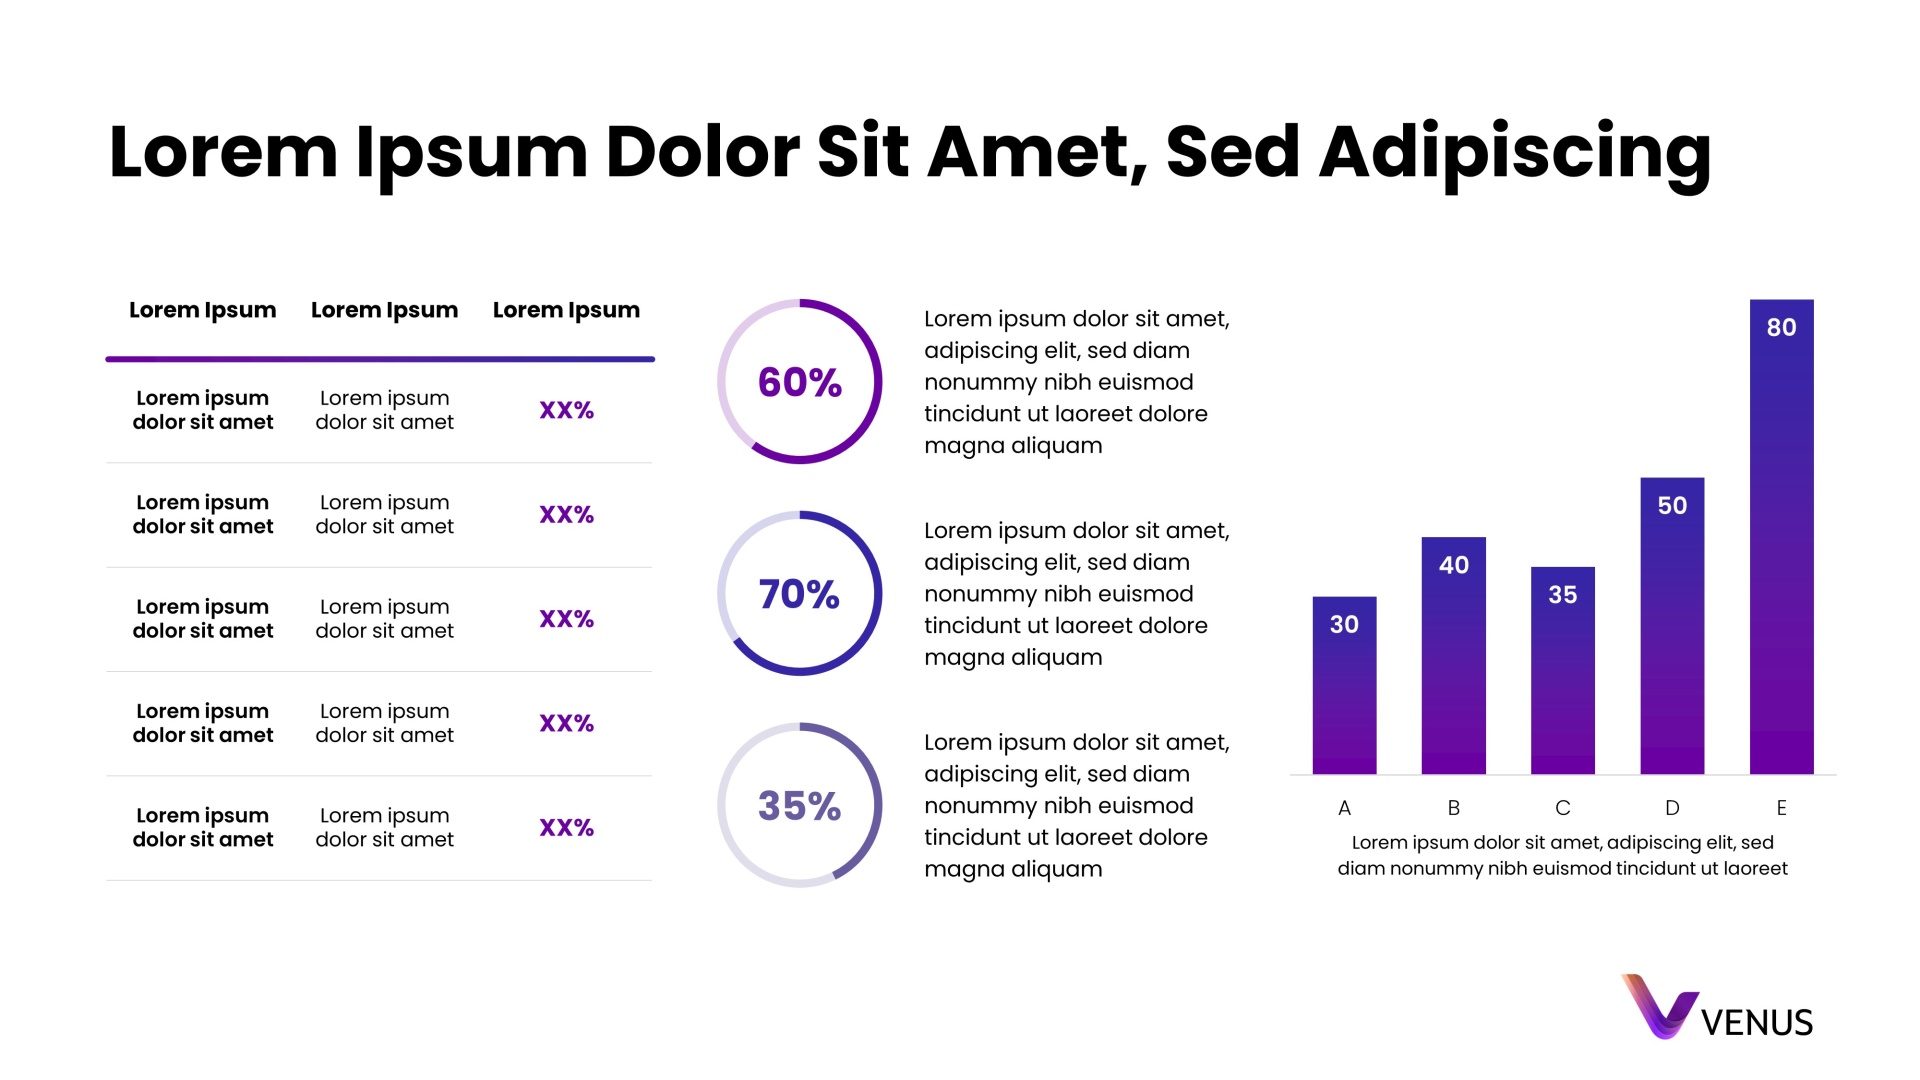 Lorem Ipsum Dolor Sit Amet, Sed Adipiscing
Lorem Ipsum Lorem Ipsum Lorem Ipsum
Lorem ipsum
dolor sit amet
Lorem ipsum
dolor sit amet
XX%
Lorem ipsum
dolor sit amet
Lorem ipsum
dolor sit amet
XX%
Lorem ipsum
dolor sit amet
Lorem ipsum
dolor sit amet
XX%
Lorem ipsum
dolor sit amet
Lorem ipsum
dolor sit amet
XX%
Lorem ipsum
dolor sit amet
Lorem ipsum
dolor sit amet
XX%
60%
Lorem ipsum dolor sit amet,
adipiscing elit, sed diam
nonummy nibh euismod
tincidunt ut laoreet dolore
magna aliquam
70%
Lorem ipsum dolor sit amet,
adipiscing elit, sed diam
nonummy nibh euismod
tincidunt ut laoreet dolore
magna aliquam
35%
Lorem ipsum dolor sit amet,
adipiscing elit, sed diam
nonummy nibh euismod
tincidunt ut laoreet dolore
magna aliquam
30
40
35
50
80
A B C D E
Lorem ipsum dolor sit amet, adipiscing elit, sed
diam nonummy nibh euismod tincidunt ut laoreet
VENUS